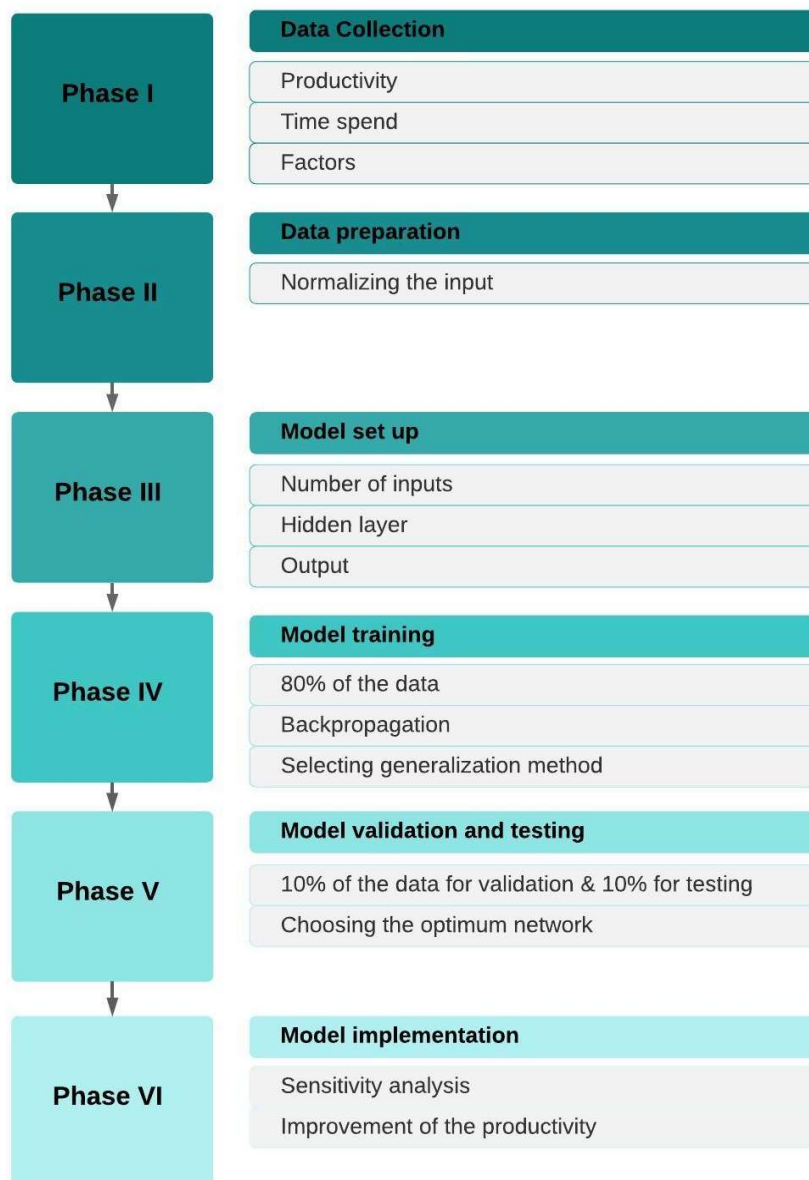 Phase I
Data Collection
Productivity
Time spend
Factors
Phase II
Data preparation
Normalizing the input
Phase III
Model set up
Number of inputs
Hidden layer
Output
Phase IV
Model training
80% of the data
Backpropagation
Selecting generalization method
Phase V
Model validation and testing
10% of the data for validation & 10% for testing
Choosing the optimum network
Phase VI
Model implementation
Sensitivity analysis
Improvement of the productivity